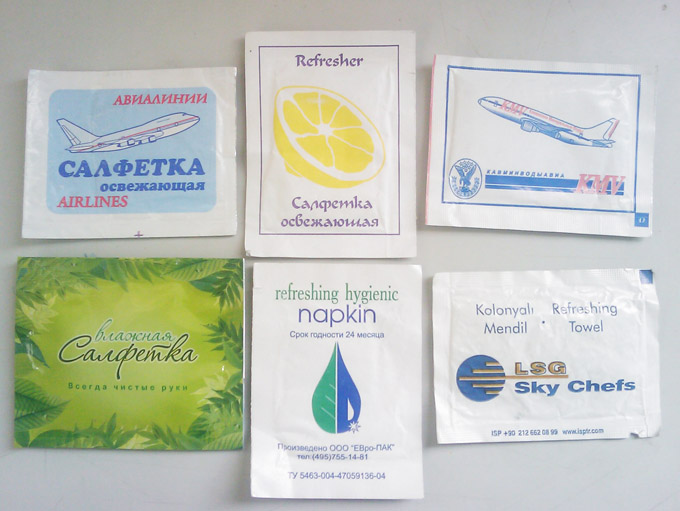 АВИАЛИНИИ
САЛФЕТКА
освежающая
AIRLINES
Refresher
Салфетка
освежающая
KMV
КАВМИНВОДЫАВИА
KMV
влажная
Салфетка
Всегда чистые руки
refreshing hygienic
napkin
Срок годности 24 месяца
Произведено ООО "ЕВро-ПАК"
тел.(495)755-14-81
ТУ 5463-004-47059136-04
Kolonyalı Refreshing
Mendil • Towel
LSG
Sky Chefs
ISP +90 212 662 08 99 www.isptr.com